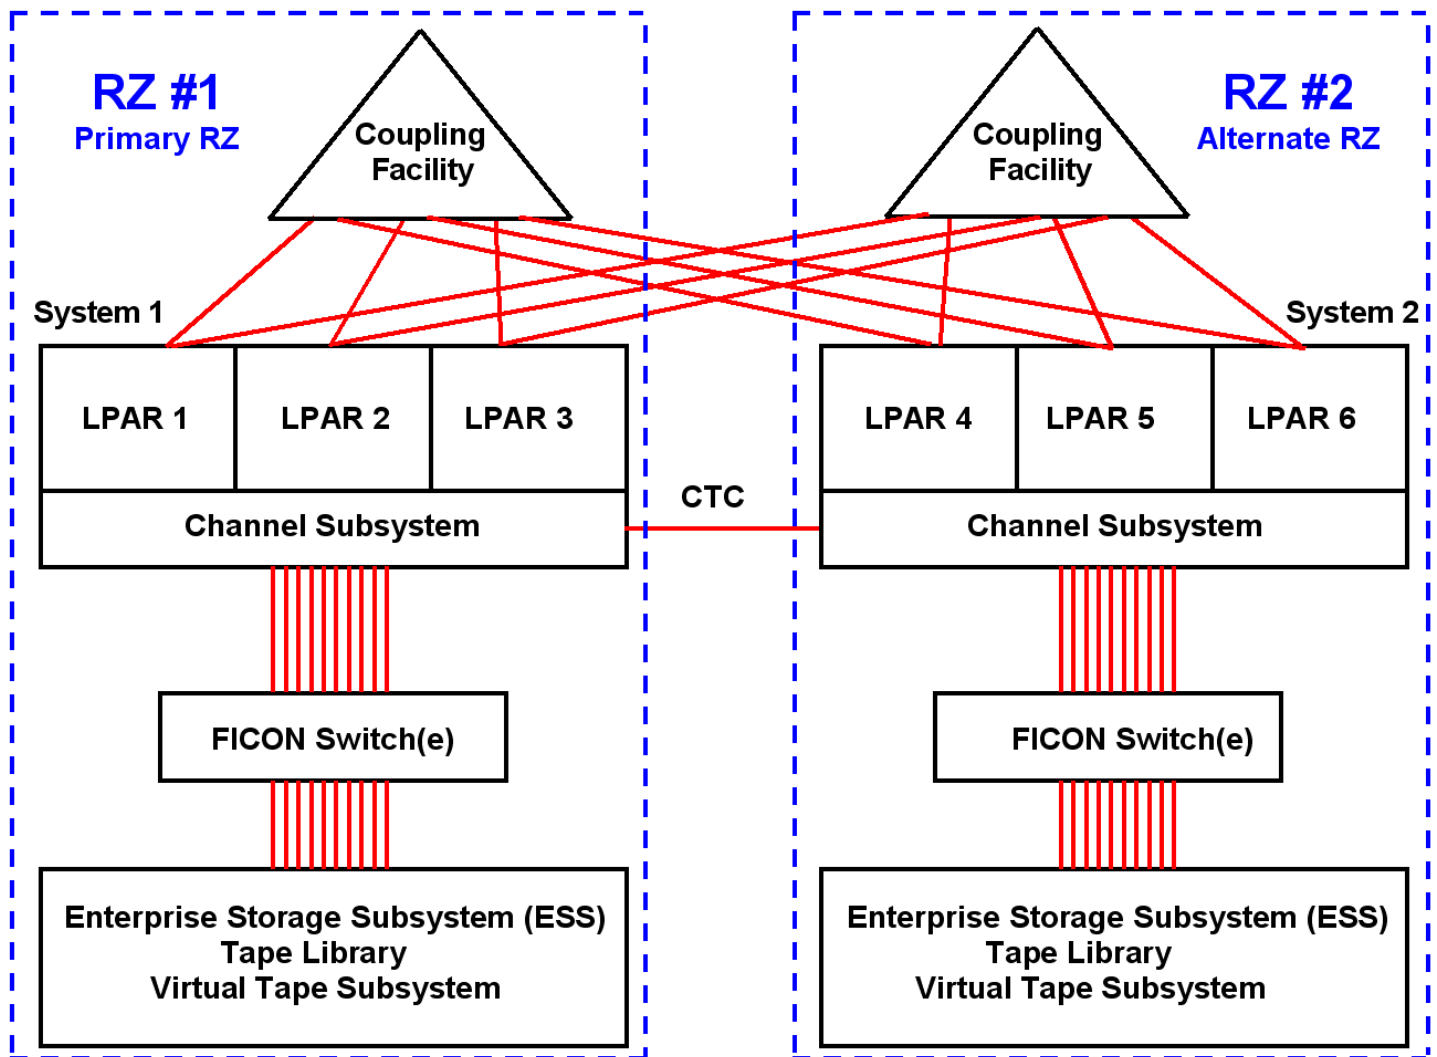 RZ #1
Primary RZ
Coupling
Facility
System 1
LPAR 1
LPAR 2
LPAR 3
Channel Subsystem
FICON Switch(e)
Enterprise Storage Subsystem (ESS)
Tape Library
Virtual Tape Subsystem
CTC
RZ #2
Alternate RZ
Coupling
Facility
System 2
LPAR 4
LPAR 5
LPAR 6
Channel Subsystem
FICON Switch(e)
Enterprise Storage Subsystem (ESS)
Tape Library
Virtual Tape Subsystem